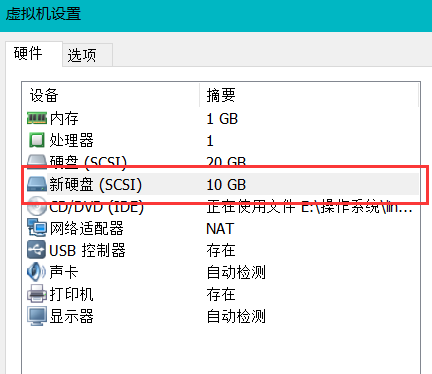 虚拟机设置
硬件 选项
设备 摘要
内存 1 GB
处理器 1
硬盘 (SCSI) 20 GB
新硬盘 (SCSI) 10 GB
CD/DVD (IDE) 正在使用文件 E:\操作系统\lin...
网络适配器 NAT
USB 控制器 存在
声卡 自动检测
打印机 存在
显示器 自动检测